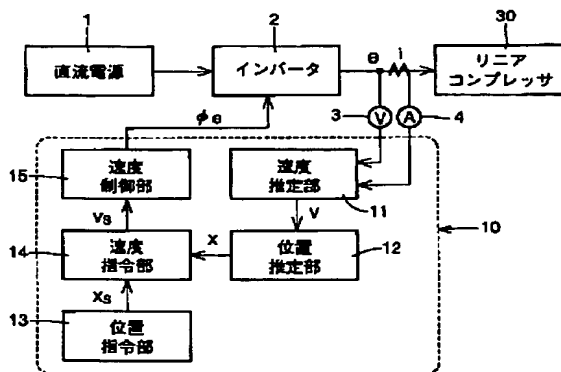 1
2
30
直流電源
インバータ
e
i
リニア
コンプレッサ
3
V
A
4
φe
15
速度
制御部
速度
推定部
11
Vs
V
10
14
速度
指令部
X
位置
推定部
12
Xs
13
位置
指令部